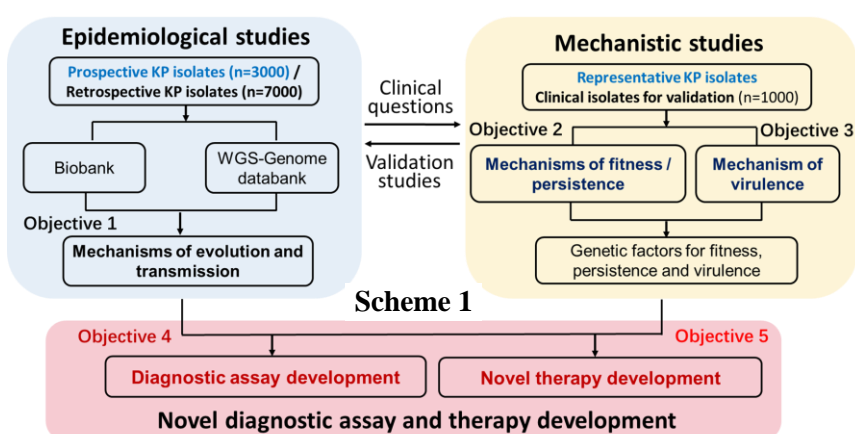 Epidemiological studies
Prospective KP isolates (n=3000) /
Retrospective KP isolates (n=7000)
Biobank
WGS-Genome
databank
Objective 1
Mechanisms of evolution and
transmission
Clinical
questions
Validation
studies
Mechanistic studies
Representative KP isolates
Clinical isolates for validation (n=1000)
Objective 2
Objective 3
Mechanisms of fitness /
persistence
Mechanism of
virulence
Genetic factors for fitness,
persistence and virulence
Scheme 1
Objective 4
Objective 5
Diagnostic assay development
Novel therapy development
Novel diagnostic assay and therapy development